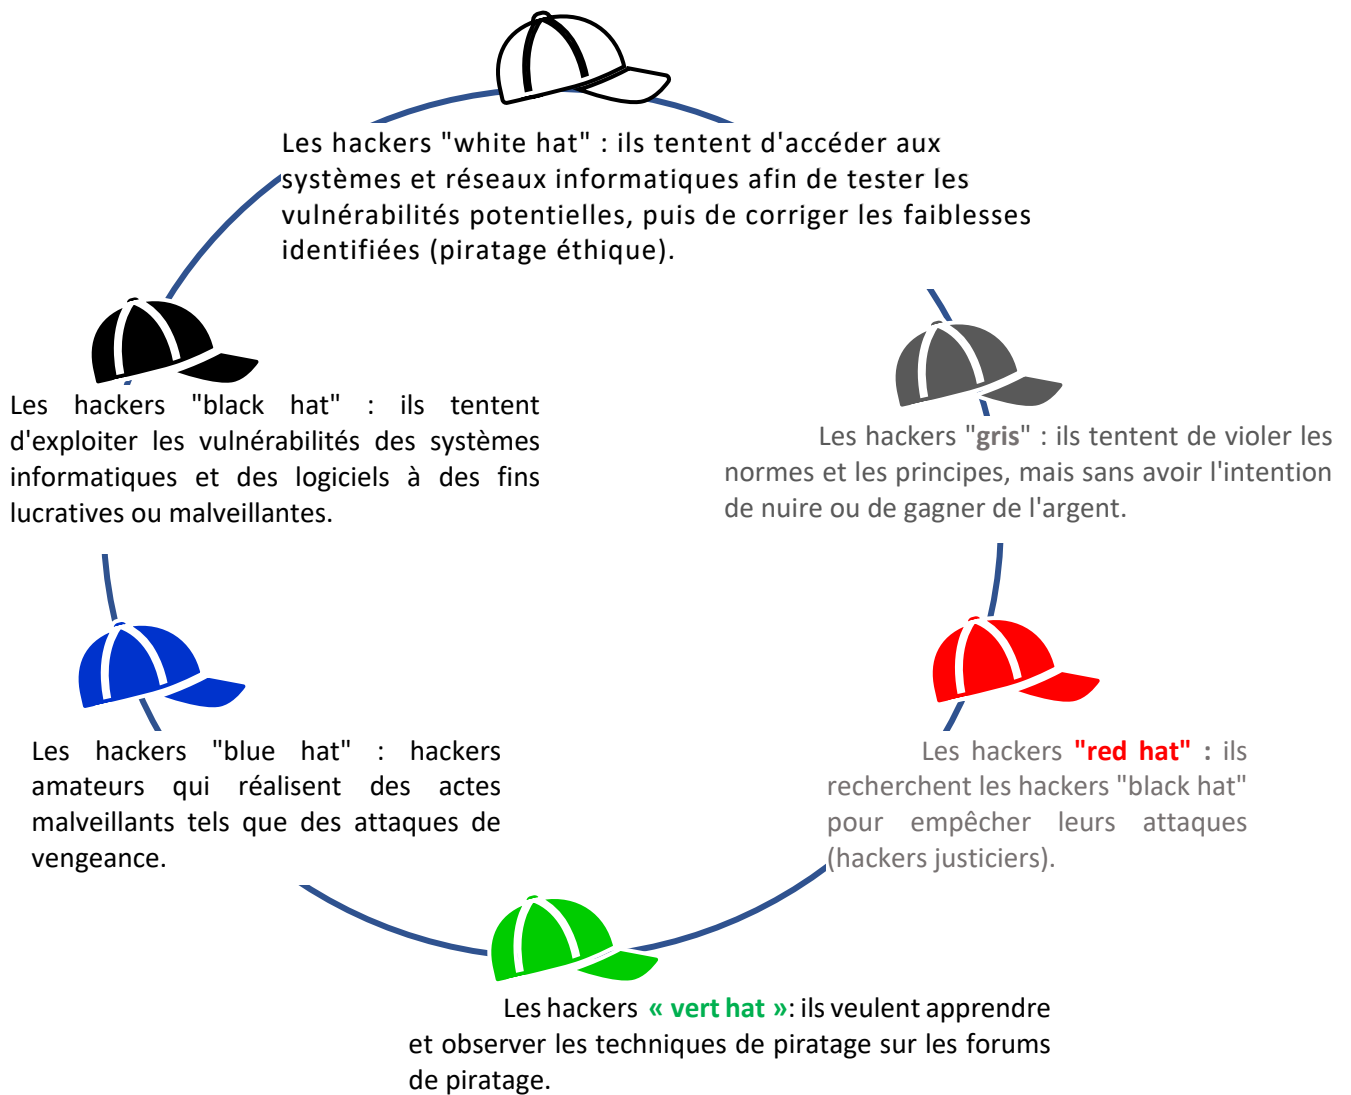 Les hackers "white hat" : ils tentent d'accéder aux
systèmes et réseaux informatiques afin de tester les
vulnérabilités potentielles, puis de corriger les faiblesses
identifiées (piratage éthique).
Les hackers "black hat" : ils tentent
d'exploiter les vulnérabilités des systèmes
informatiques et des logiciels à des fins
lucratives ou malveillantes.
Les hackers "gris" : ils tentent de violer les
normes et les principes, mais sans avoir l'intention
de nuire ou de gagner de l'argent.
Les hackers "blue hat" : hackers
amateurs qui réalisent des actes
malveillants tels que des attaques de
vengeance.
Les hackers "red hat" : ils
recherchent les hackers "black hat"
pour empêcher leurs attaques
(hackers justiciers).
Les hackers « vert hat »: ils veulent apprendre
et observer les techniques de piratage sur les forums
de piratage.